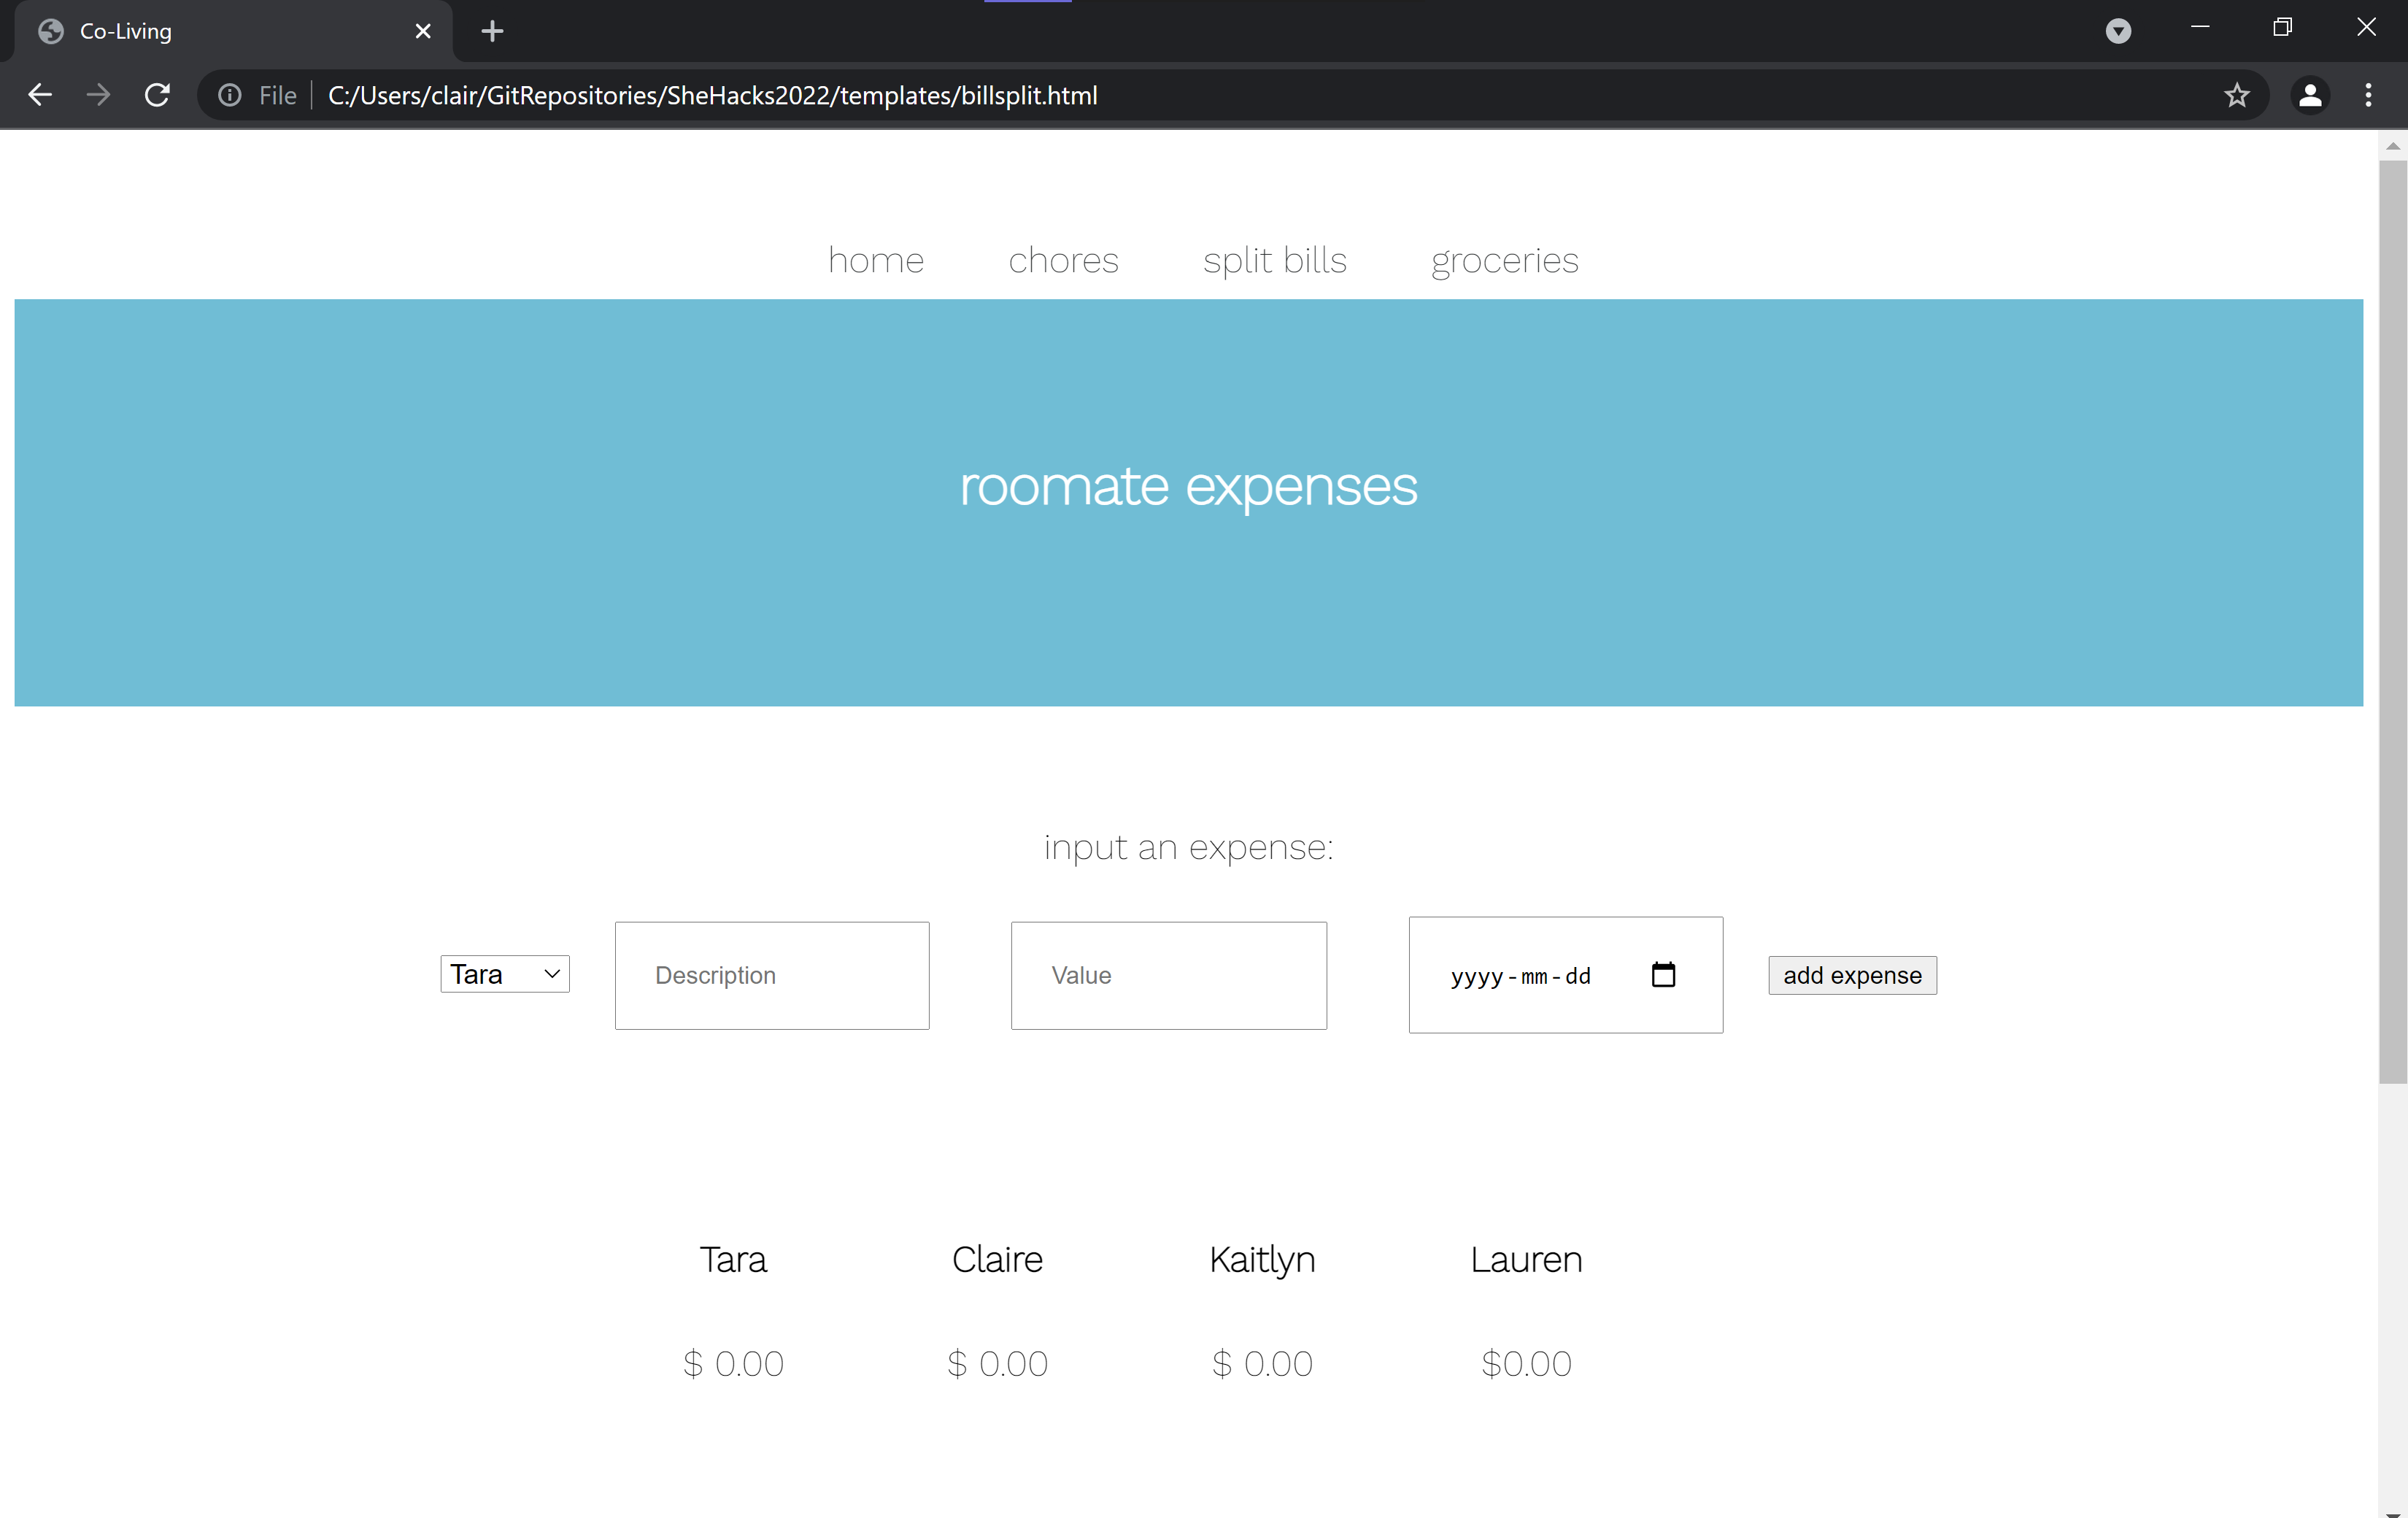 Co-Living
File C:/Users/clair/GitRepositories/SheHacks2022/templates/billsplit.html
home chores split bills groceries
roomate expenses
input an expense:
Tara Description Value yyyy-mm-dd add expense
Tara Claire Kaitlyn Lauren
$ 0.00 $ 0.00 $ 0.00 $0.00